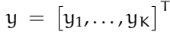 y = [y₁, . . . , y_K]ᵀ